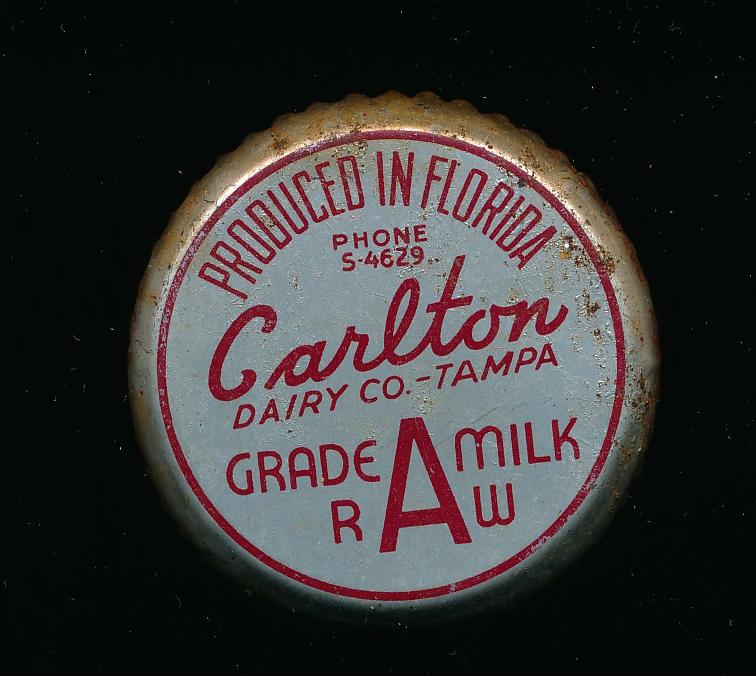 PRODUCED IN FLORIDA
PHONE
S-4629
Carlton
DAIRY CO.-TAMPA
GRADE A MILK
RAW